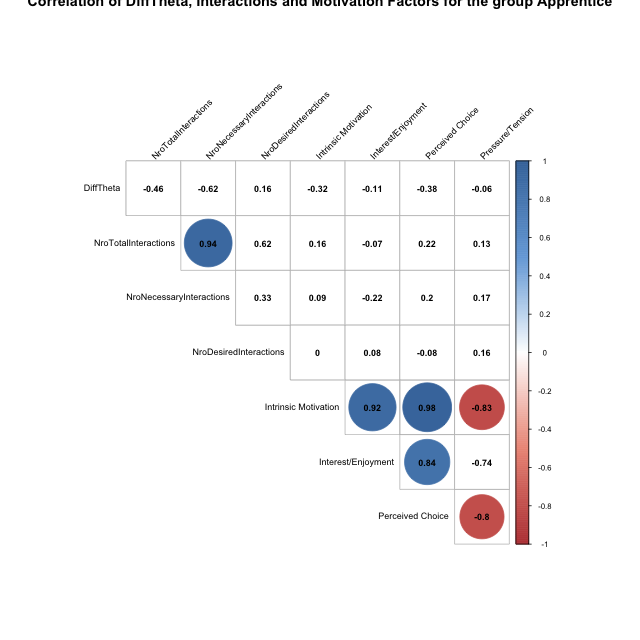 Correlation of DiffTheta, Interactions and Motivation Factors for the group Apprentice
NroTotalInteractions
NroNecessaryInteractions
NroDesiredInteractions
Intrinsic Motivation
Interest/Enjoyment
Perceived Choice
Pressure/Tension
DiffTheta -0.46 -0.62 0.16 -0.32 -0.11 -0.38 -0.06
NroTotalInteractions 0.94 0.62 0.16 -0.07 0.22 0.13
NroNecessaryInteractions 0.33 0.09 -0.22 0.2 0.17
NroDesiredInteractions 0 0.08 -0.08 0.16
Intrinsic Motivation 0.92 0.98 -0.83
Interest/Enjoyment 0.84 -0.74
Perceived Choice -0.8
1
0.8
0.6
0.4
0.2
0
-0.2
-0.4
-0.6
-0.8
-1